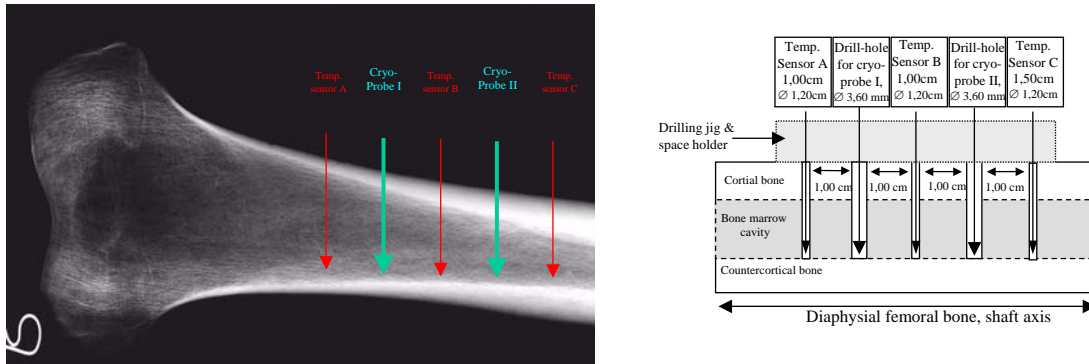 Temp.
sensor A
Cryo-
Probe I
Temp.
sensor B
Cryo-
Probe II
Temp.
sensor C
Temp.
Sensor A
1,00cm
Ø 1,20cm
Drill-hole
for cryo-
probe I,
Ø 3,60 mm
Temp.
Sensor B
1,00cm
Ø 1,20cm
Drill-hole
for cryo-
probe II,
Ø 3,60 mm
Temp.
Sensor C
1,50cm
Ø 1,20cm
Drilling jig &
space holder
Cortial bone
1,00 cm
1,00 cm
1,00 cm
1,00 cm
Bone marrow
cavity
Countercortical bone
Diaphysial femoral bone, shaft axis